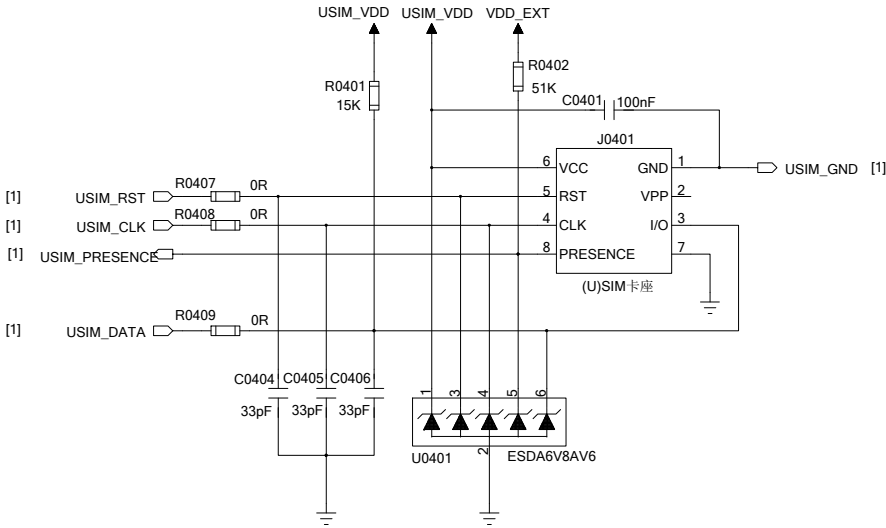 USIM_VDD USIM_VDD VDD_EXT
R0401
15K
R0402
51K
C0401 100nF
J0401
6 VCC GND 1
USIM_GND [1]
[1] USIM_RST R0407 0R
5 RST VPP 2
[1] USIM_CLK R0408 0R
4 CLK I/O 3
[1] USIM_PRESENCE
8 PRESENCE 7
(U)SIM卡座
[1] USIM_DATA R0409 0R
C0404 C0405 C0406
33pF 33pF 33pF
1 3 4 5 6
2
U0401 ESDA6V8AV6